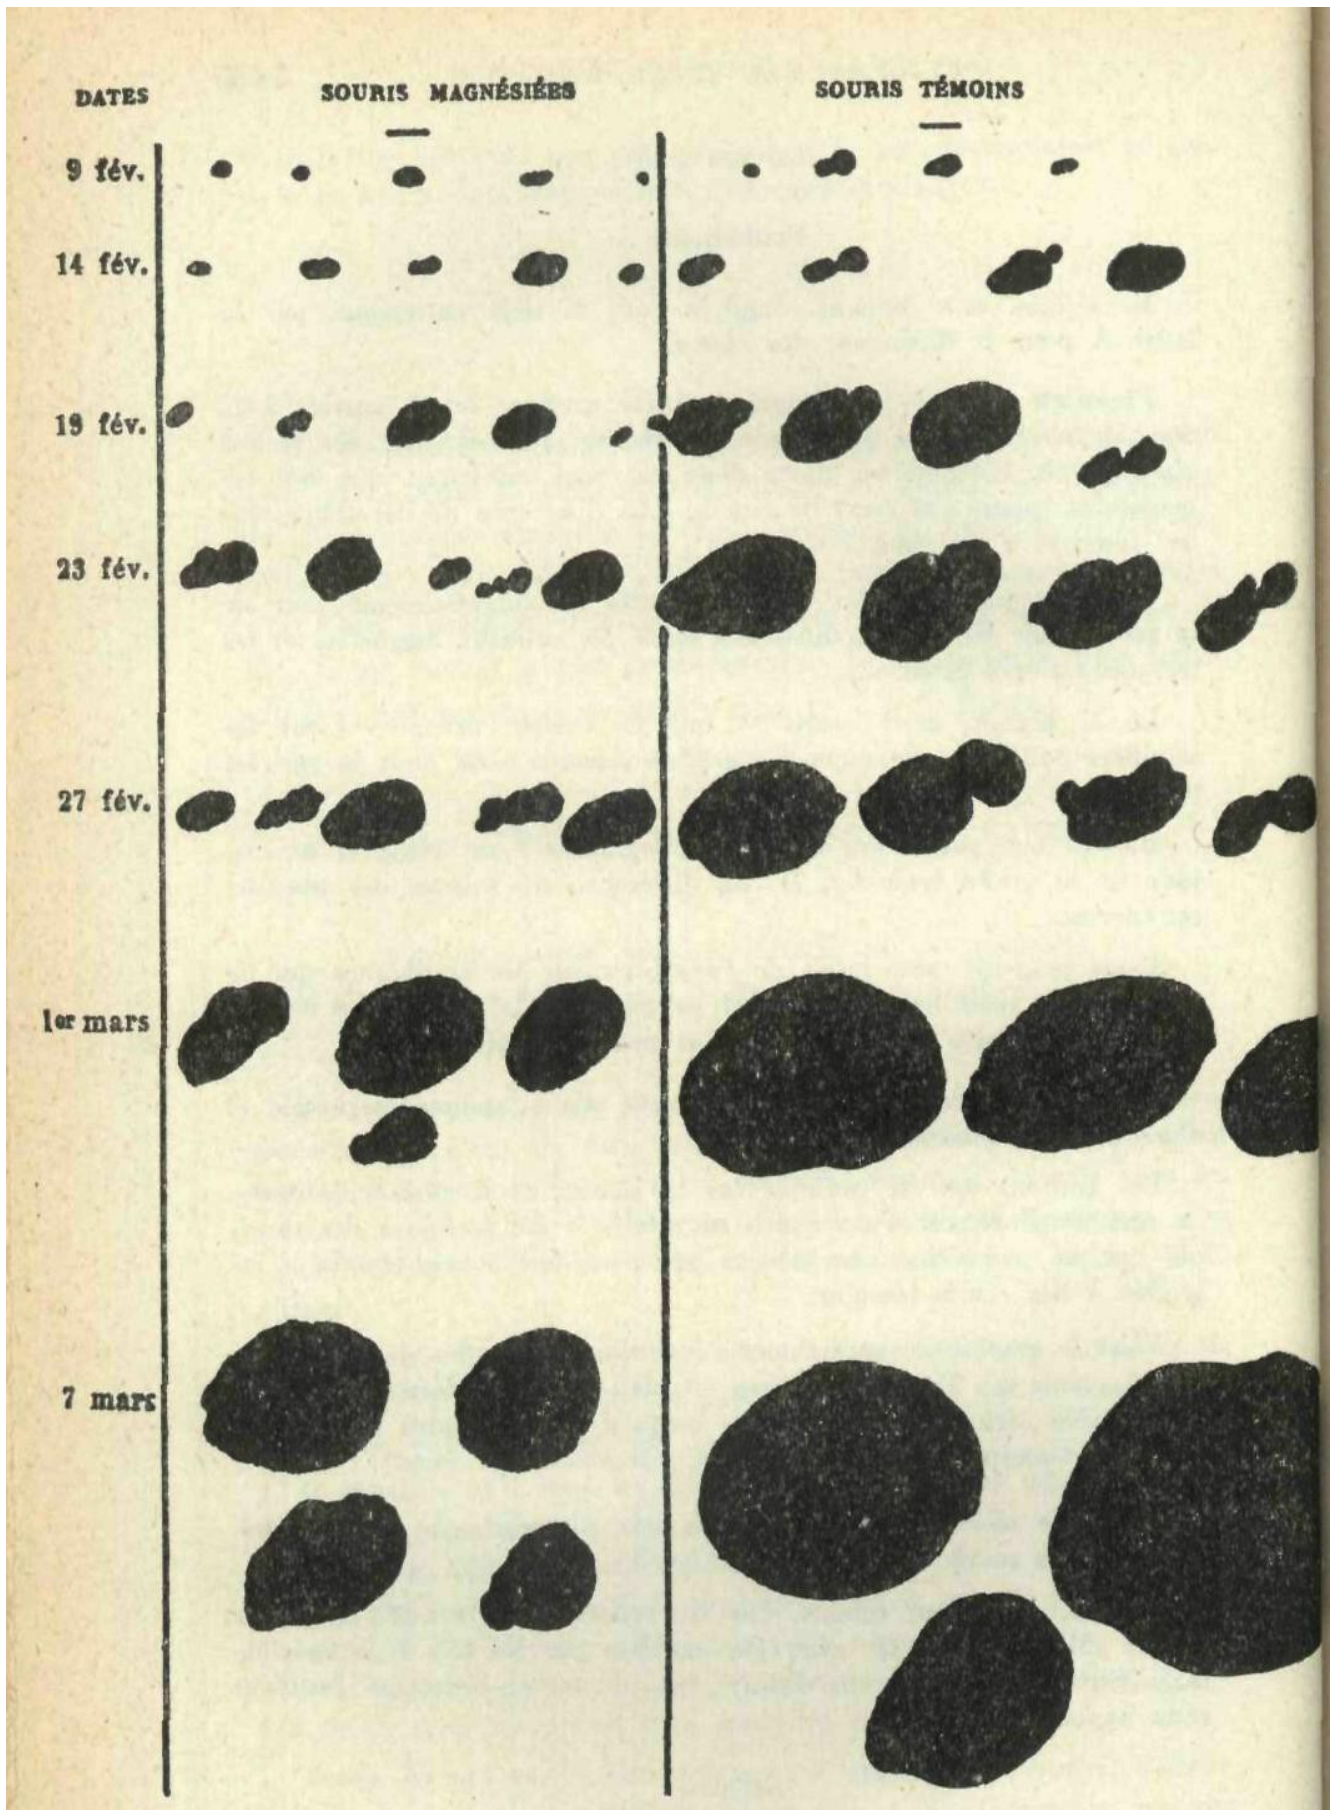 DATES SOURIS MAGNÉSIÉES SOURIS TÉMOINS
9 fév.
14 fév.
19 fév.
23 fév.
27 fév.
1er mars
7 mars